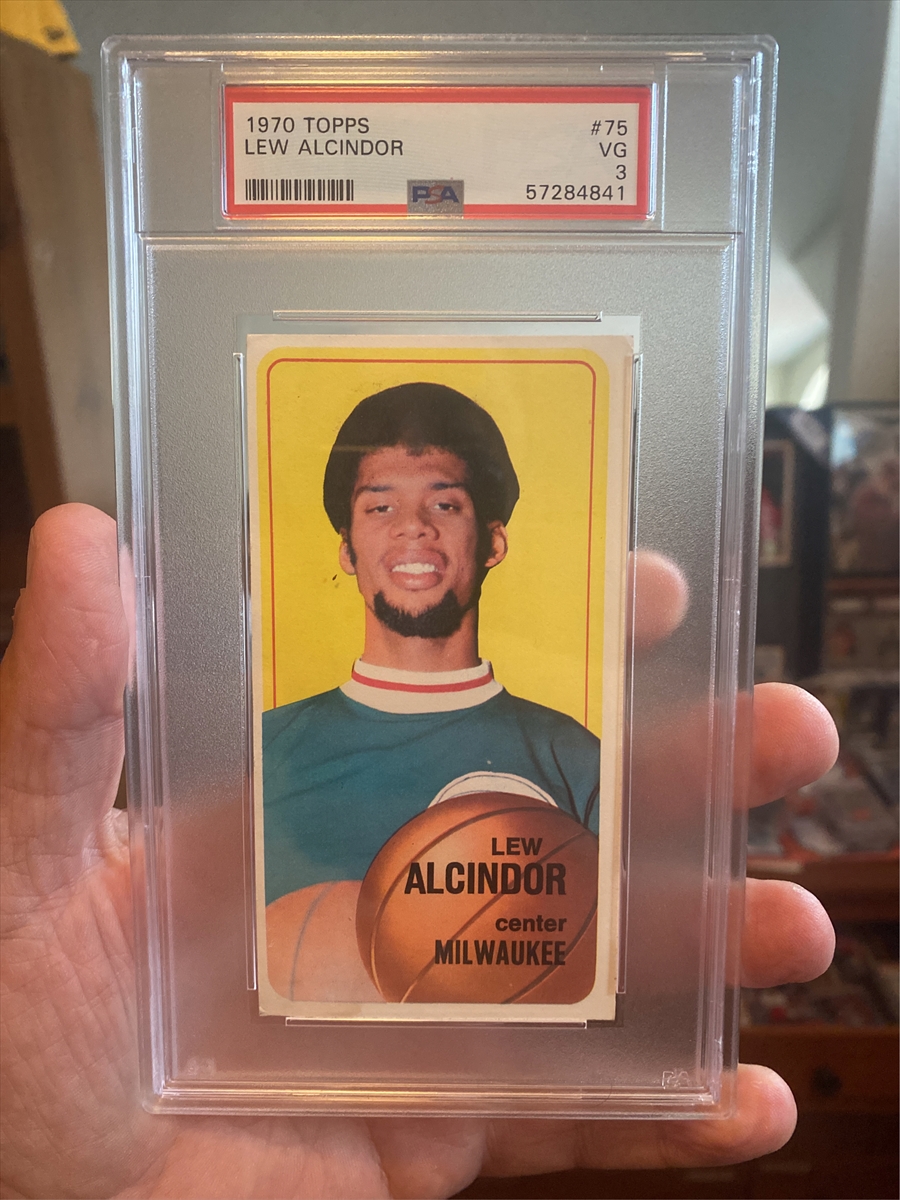 1970 TOPPS #75
LEW ALCINDOR VG
3
PSA 57284841
LEW
ALCINDOR
center
MILWAUKEE